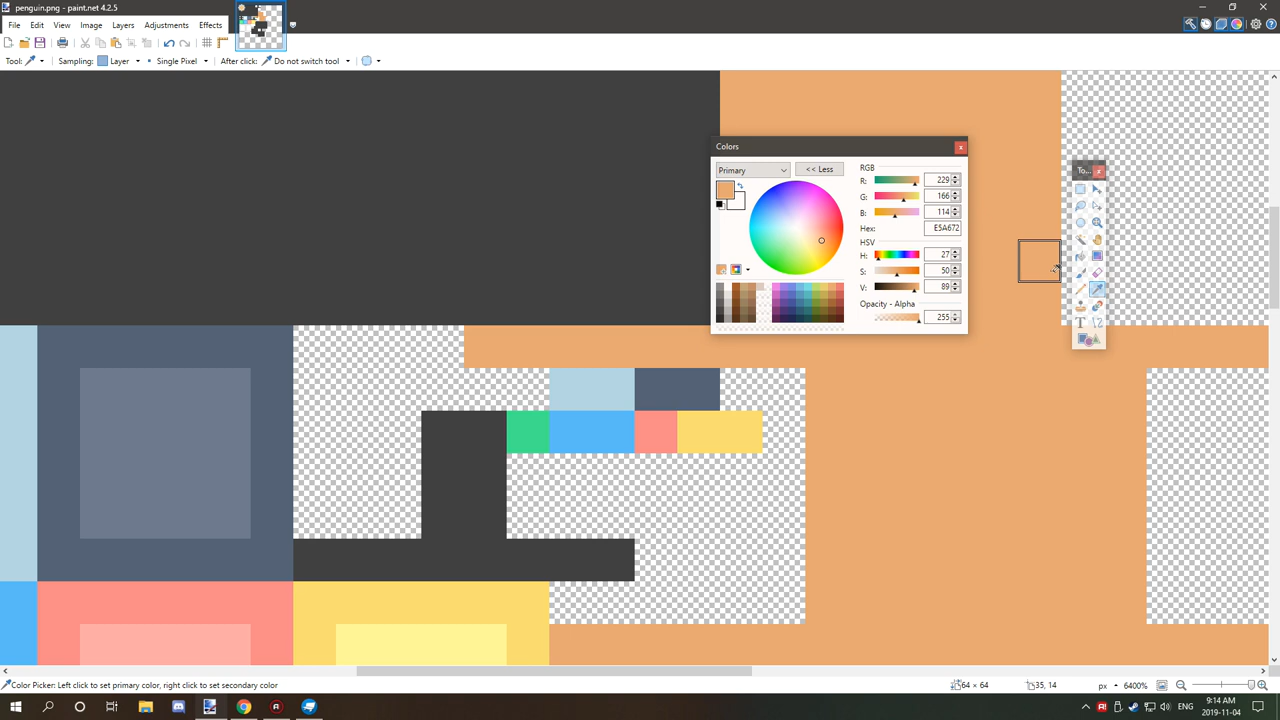 penguin.png - paint.net 4.2.5
File Edit View Image Layers Adjustments Effects
Tool: Sampling: Layer Single Pixel After click: Do not switch tool
Colors
Primary << Less
RGB
R: 229
G: 166
B: 114
Hex: E5A672
HSV
H: 27
S: 50
V: 89
Opacity - Alpha
255
To...
T
Color Picker: Left click to set primary color, right click to set secondary color
64 × 64
35, 14
px
6400%
ENG
9:14 AM
2019-11-04